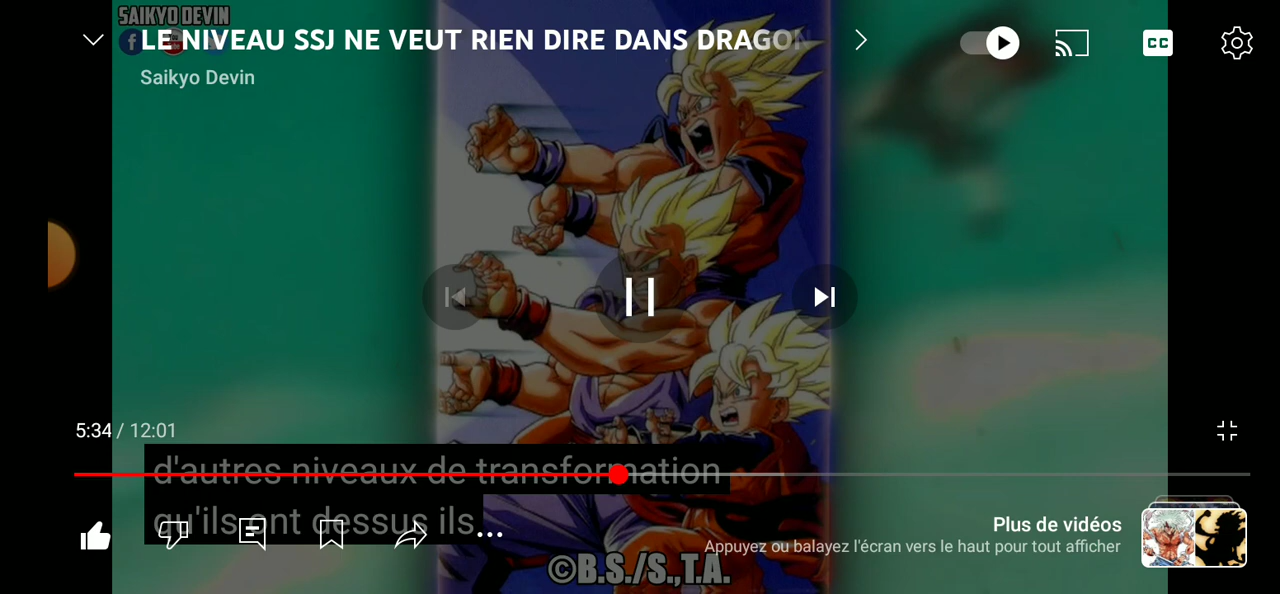 SAIKYO DEVIN
LE NIVEAU SSJ NE VEUT RIEN DIRE DANS DRAGON
Saikyo Devin
CC
5:34 / 12:01
d'autres niveaux de transformation
qu'ils ont dessus ils
Plus de vidéos
Appuyez ou balayez l'écran vers le haut pour tout afficher
©B.S./S.,T.A.